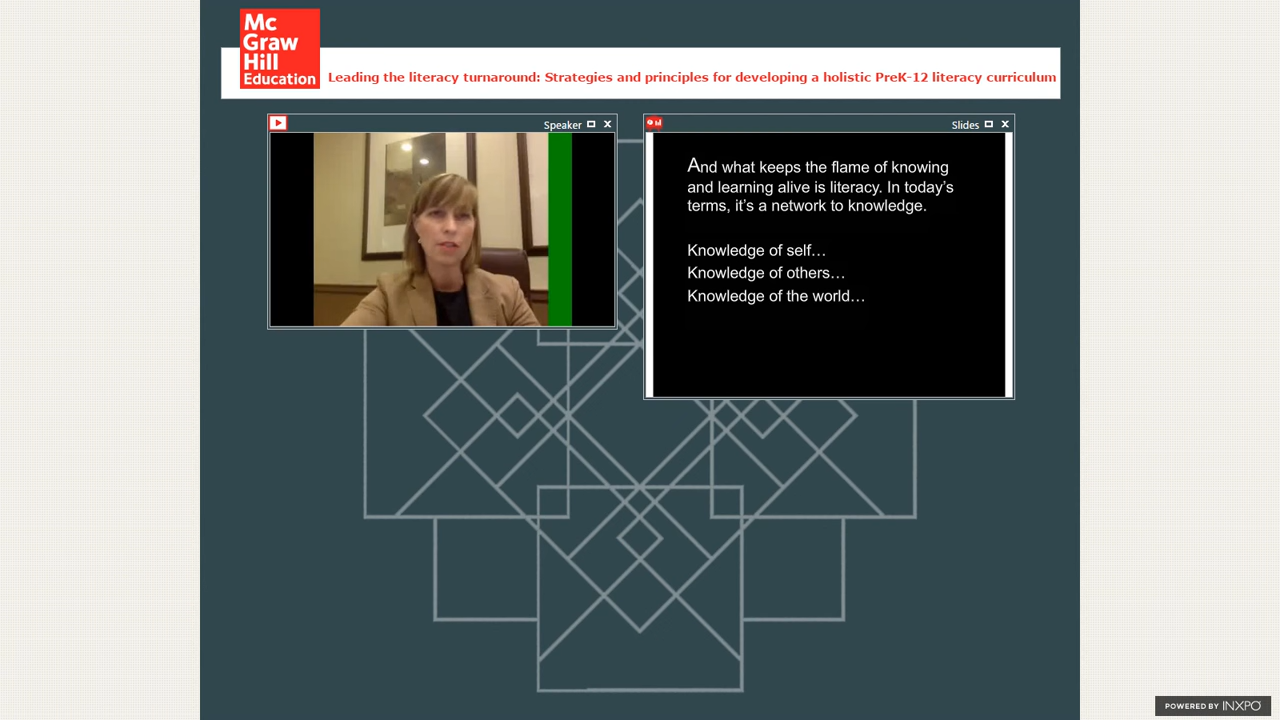 Mc
Graw
Hill
Education
Leading the literacy turnaround: Strategies and principles for developing a holistic PreK-12 literacy curriculum
Speaker
Slides
And what keeps the flame of knowing
and learning alive is literacy. In today’s
terms, it’s a network to knowledge.
Knowledge of self…
Knowledge of others…
Knowledge of the world…
POWERED BY INXPO